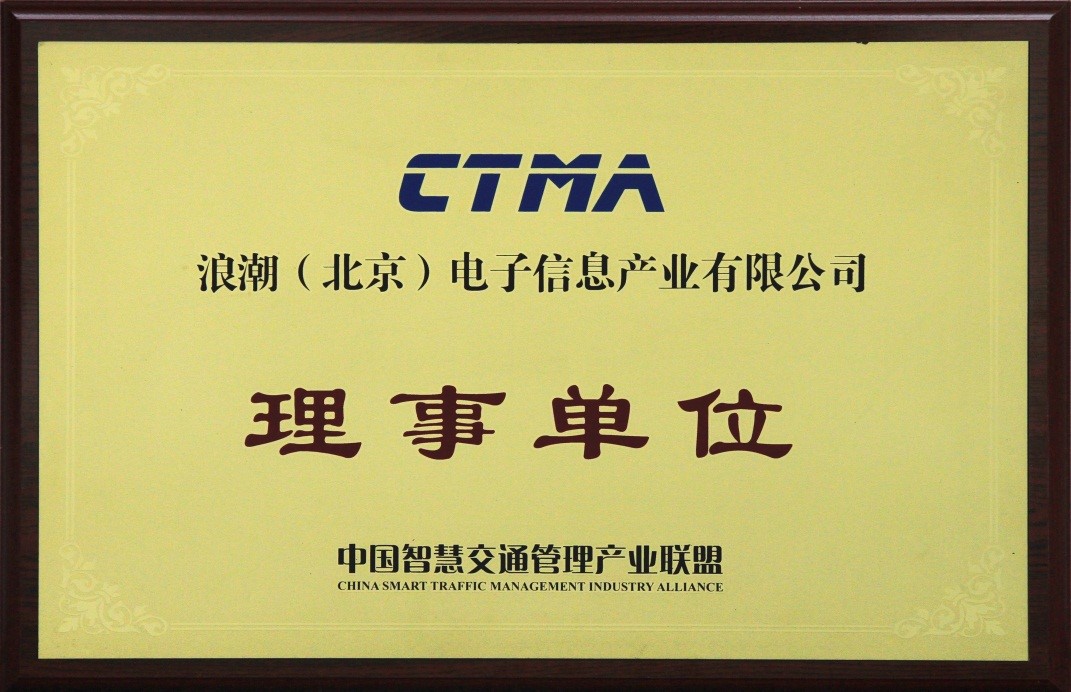 CTMA
浪潮（北京）电子信息产业有限公司
理事单位
中国智慧交通管理产业联盟
CHINA SMART TRAFFIC MANAGEMENT INDUSTRY ALLIANCE